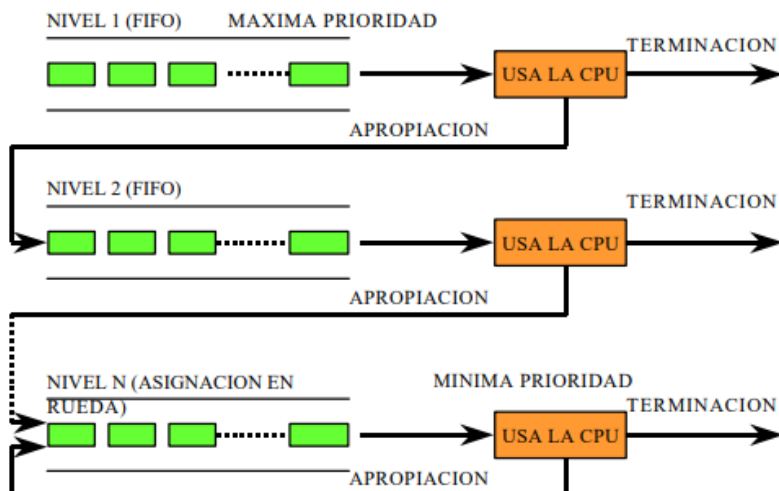 NIVEL 1 (FIFO)
MAXIMA PRIORIDAD
TERMINACION
USA LA CPU
APROPIACION
NIVEL 2 (FIFO)
TERMINACION
USA LA CPU
APROPIACION
NIVEL N (ASIGNACION EN
RUEDA)
MINIMA PRIORIDAD
TERMINACION
USA LA CPU
APROPIACION